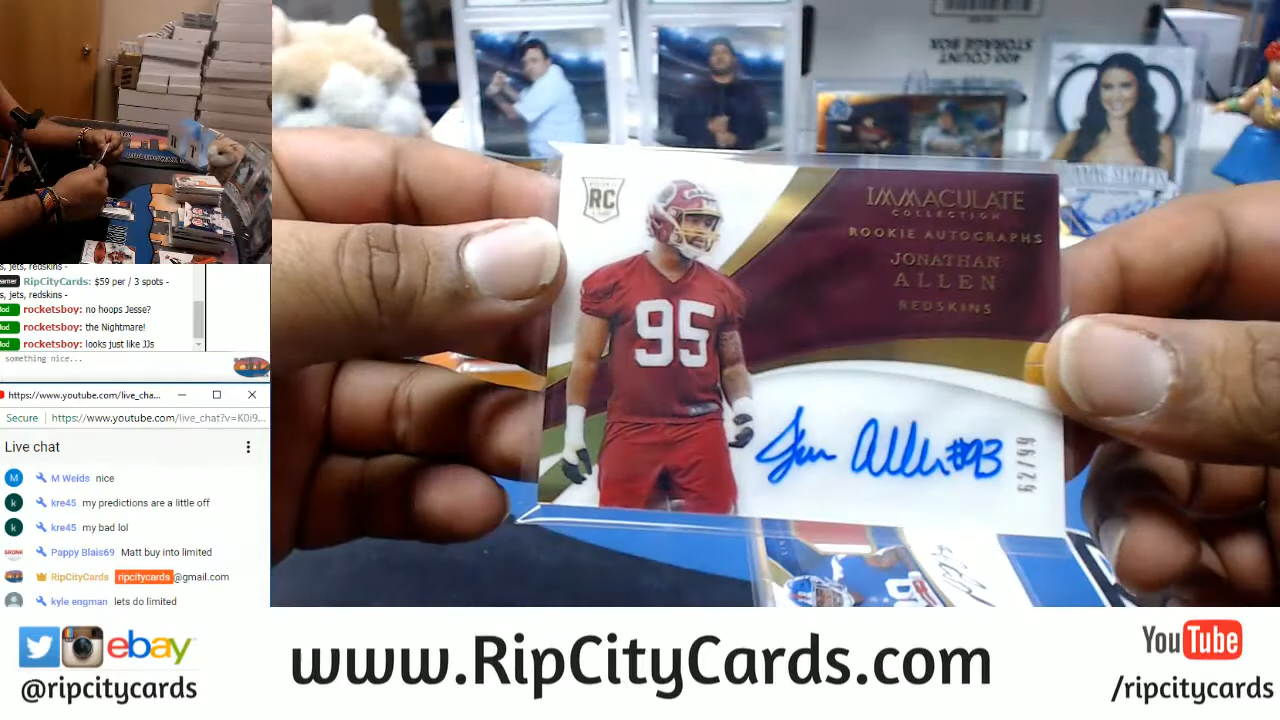 400 COUNT
STORAGE BOX
RC
IMMACULATE
COLLECTION
ROOKIE AUTOGRAPHS
JONATHAN
ALLEN
REDSKINS
95
#93
62/99
s, jets, redskins -
RipCityCards: $59 per / 3 spots -
s, jets, redskins -
rocketsboy: no hoops Jesse?
rocketsboy: the Nightmare!
rocketsboy: looks just like JJs
something nice...
https://www.youtube.com/live_cha...
Secure https://www.youtube.com/live_chat?v=K0i9...
Live chat
M M Weids nice
k kre45 my predictions are a little off
k kre45 my bad lol
Pappy Blais69 Matt buy into limited
RipCityCards ripcitycards@gmail.com
kyle engman lets do limited
ebay
@ripcitycards
www.RipCityCards.com
YouTube
/ripcitycards